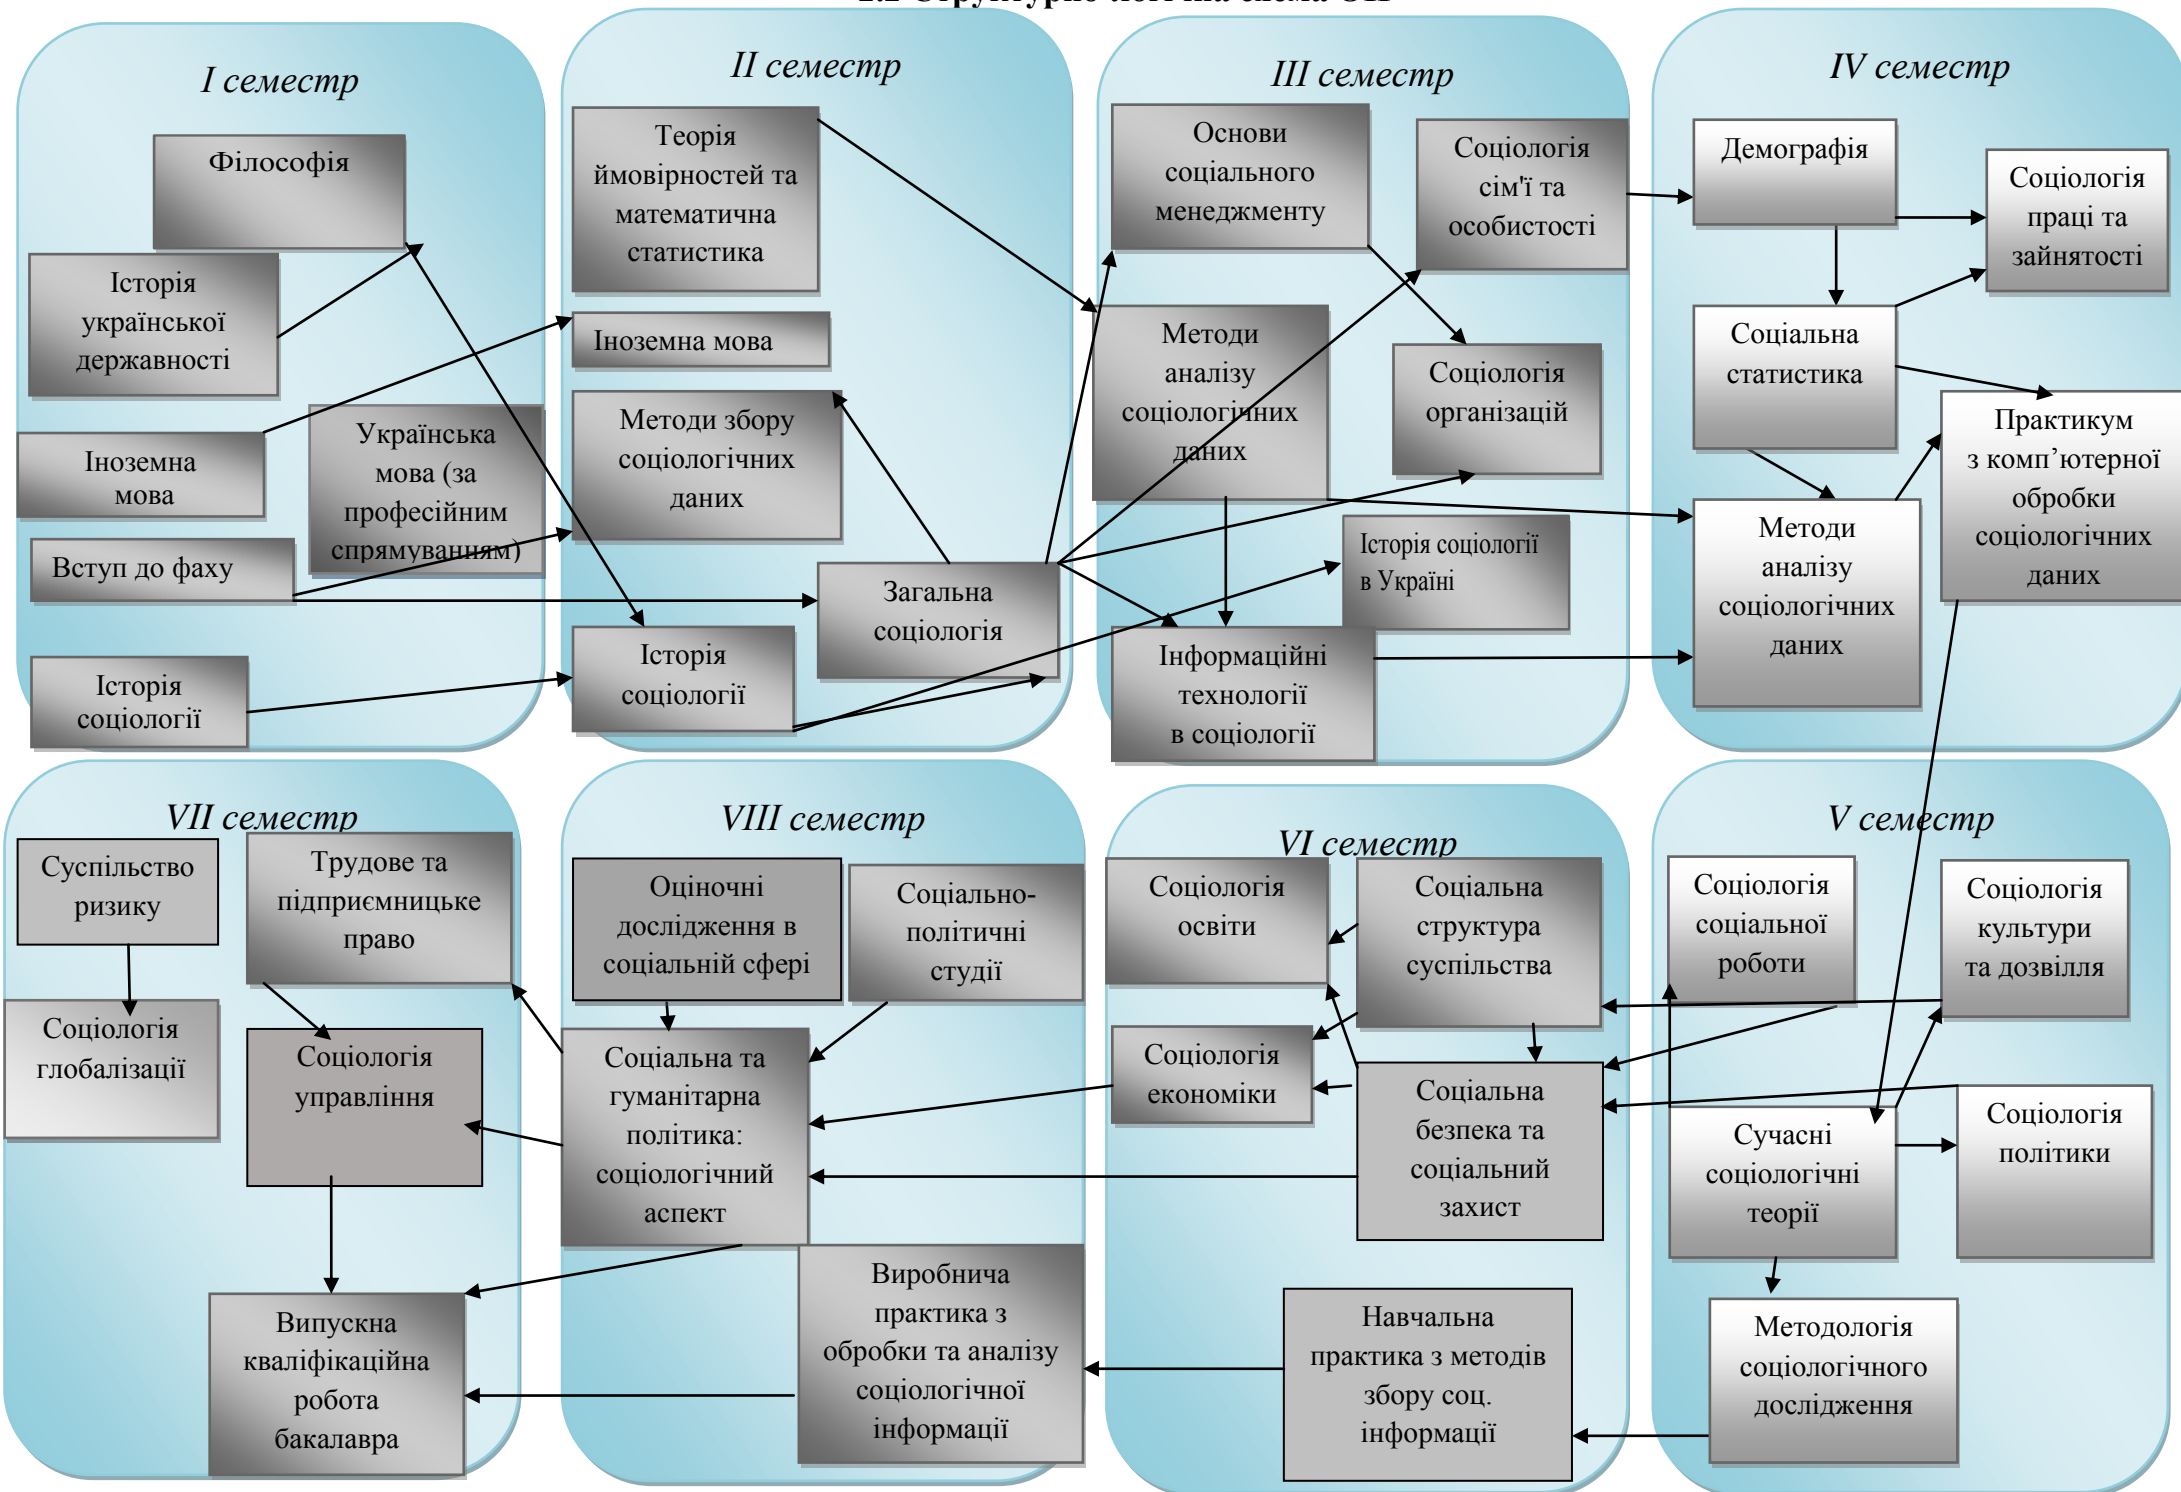 I семестр
Філософія
Історія
української
державності
Українська
мова (за
професійним
спрямуванням)
Іноземна
мова
Вступ до фаху
Історія
соціології
II семестр
Теорія
ймовірностей та
математична
статистика
Іноземна мова
Методи збору
соціологічних
даних
Загальна
соціологія
Історія
соціології
III семестр
Основи
соціального
менеджменту
Соціологія
сім'ї та
особистості
Методи
аналізу
соціологічних
даних
Соціологія
організацій
Історія соціології
в Україні
Інформаційні
технології
в соціології
IV семестр
Демографія
Соціологія
праці та
зайнятості
Соціальна
статистика
Практикум
з комп’ютерної
обробки
соціологічних
даних
Методи
аналізу
соціологічних
даних
VII семестр
Суспільство
ризику
Трудове та
підприємницьке
право
Соціологія
глобалізації
Соціологія
управління
Випускна
кваліфікаційна
робота
бакалавра
VIII семестр
Оціночні
дослідження в
соціальній сфері
Соціально-
політичні
студії
Соціальна та
гуманітарна
політика:
соціологічний
аспект
Виробнича
практика з
обробки та аналізу
соціологічної
інформації
VI семестр
Соціологія
освіти
Соціальна
структура
суспільства
Соціологія
економіки
Соціальна
безпека та
соціальний
захист
Навчальна
практика з методів
збору соц.
інформації
V семестр
Соціологія
соціальної
роботи
Соціологія
культури
та дозвілля
Сучасні
соціологічні
теорії
Соціологія
політики
Методологія
соціологічного
дослідження